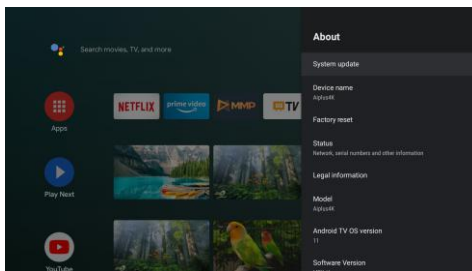 Search movies, TV, and more
Apps
NETFLIX
prime video
MMP
TV
Play Next
YouTube
About
System update
Device name
Aiplus4K
Factory reset
Status
Network, serial numbers and other information
Legal information
Model
Aiplus4K
Android TV OS version
11
Software Version